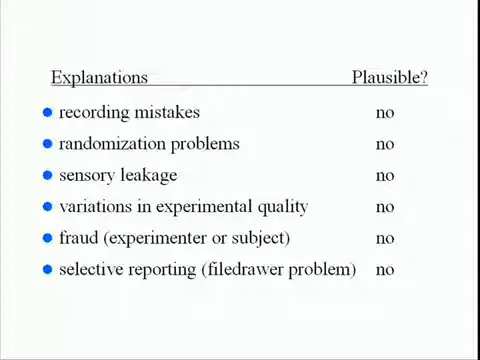 Explanations Plausible?
recording mistakes no
randomization problems no
sensory leakage no
variations in experimental quality no
fraud (experimenter or subject) no
selective reporting (filedrawer problem) no